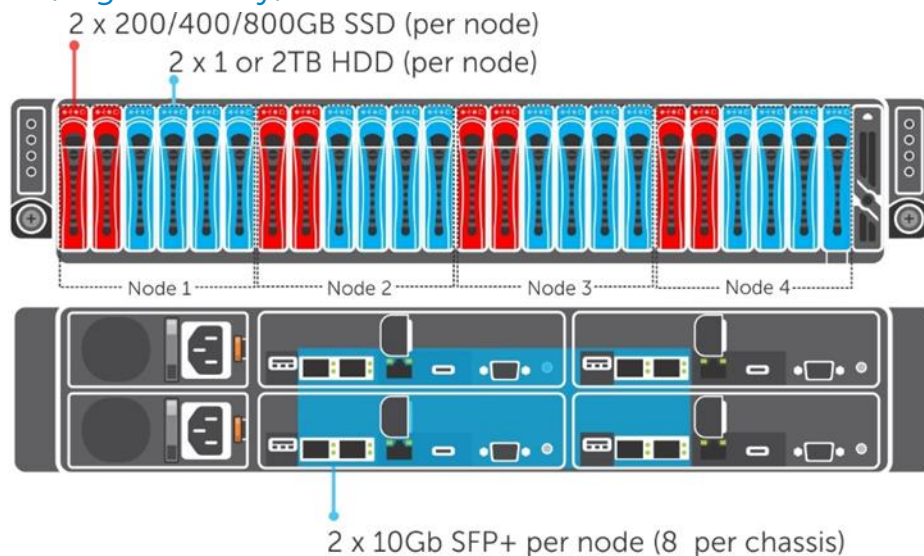 2 x 200/400/800GB SSD (per node)
2 x 1 or 2TB HDD (per node)
Node 1
Node 2
Node 3
Node 4
2 x 10Gb SFP+ per node (8 per chassis)